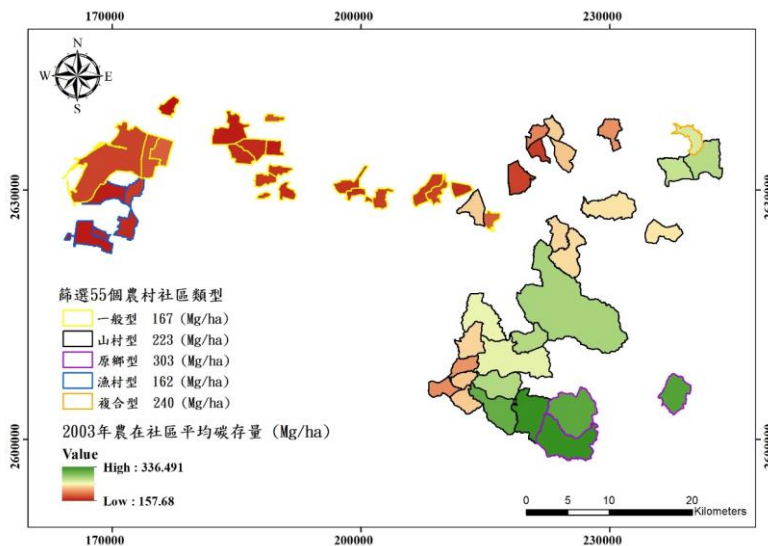 170000 200000 230000
N
W E
S
2630000 2630000
篩選55個農村社區類型
一般型 167 (Mg/ha)
山村型 223 (Mg/ha)
原鄉型 303 (Mg/ha)
漁村型 162 (Mg/ha)
複合型 240 (Mg/ha)
2003年農在社區平均碳存量 (Mg/ha)
Value
High : 336.491
Low : 157.68
2600000 2600000
0 5 10 20
Kilometers
170000 200000 230000